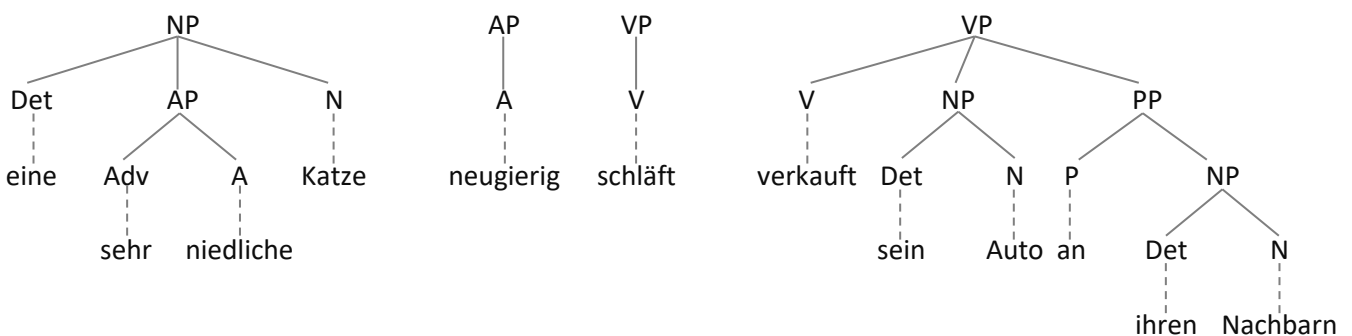 NP AP VP VP
Det AP N A V V NP PP
eine Adv A Katze neugierig schläft verkauft Det N P NP
sehr niedliche sein Auto an Det N
ihren Nachbarn